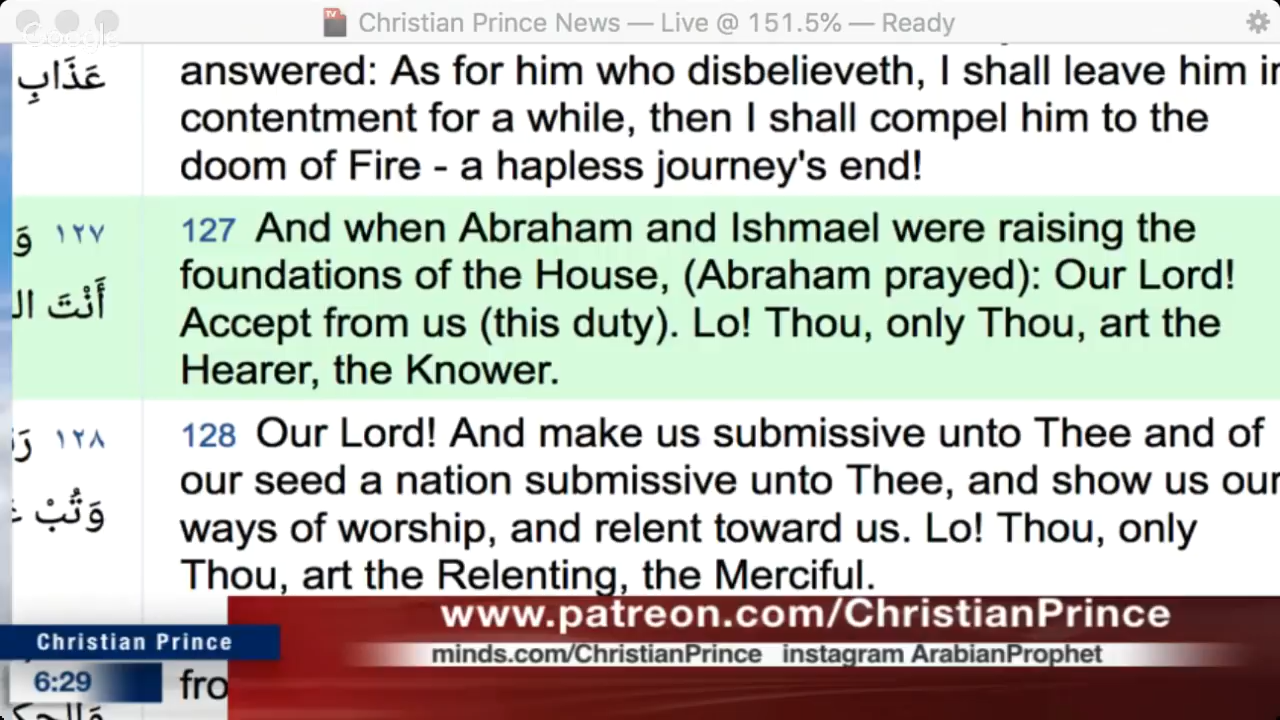 Christian Prince News — Live @ 151.5% — Ready
Google
عَذَابِ
answered: As for him who disbelieveth, I shall leave him in
contentment for a while, then I shall compel him to the
doom of Fire - a hapless journey's end!
١٢٧ وَ
127 And when Abraham and Ishmael were raising the
foundations of the House, (Abraham prayed): Our Lord!
أَنْتَ ال
Accept from us (this duty). Lo! Thou, only Thou, art the
Hearer, the Knower.
١٢٨ رَ
128 Our Lord! And make us submissive unto Thee and of
our seed a nation submissive unto Thee, and show us our
وَتُبْ عَ
ways of worship, and relent toward us. Lo! Thou, only
Thou, art the Relenting, the Merciful.
www.patreon.com/ChristianPrince
Christian Prince
minds.com/ChristianPrince instagram ArabianProphet
6:29
fro